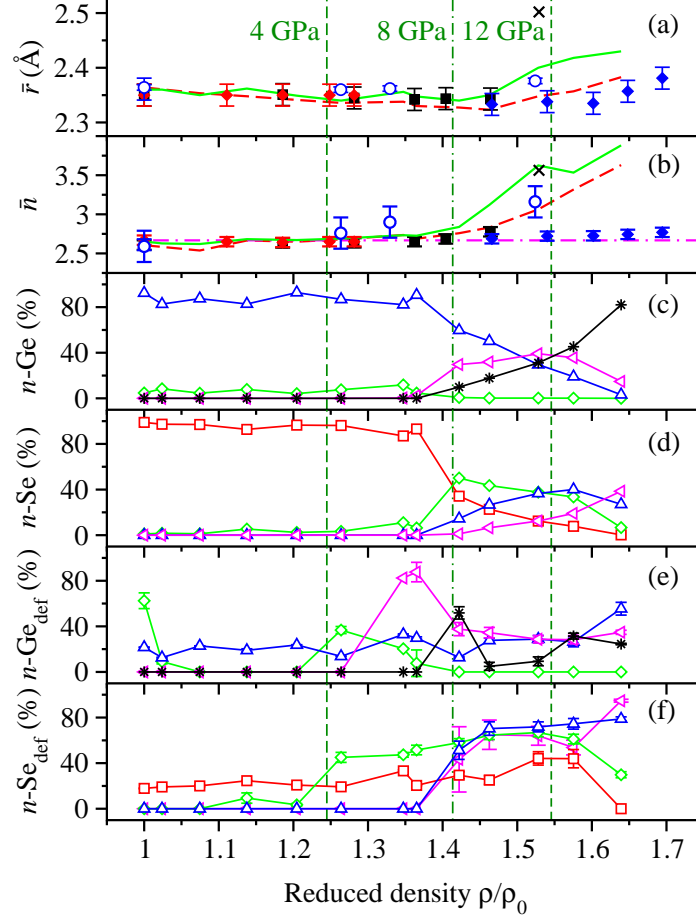 2.5
4 GPa
8 GPa
12 GPa
(a)
r̄ (Å)
2.4
2.3
(b)
n̄
3.5
3.0
2.5
(c)
n-Ge (%)
80
40
0
(d)
n-Se (%)
80
40
0
(e)
n-Ge_def (%)
80
40
0
(f)
n-Se_def (%)
80
40
0
1 1.1 1.2 1.3 1.4 1.5 1.6 1.7
Reduced density ρ/ρ₀